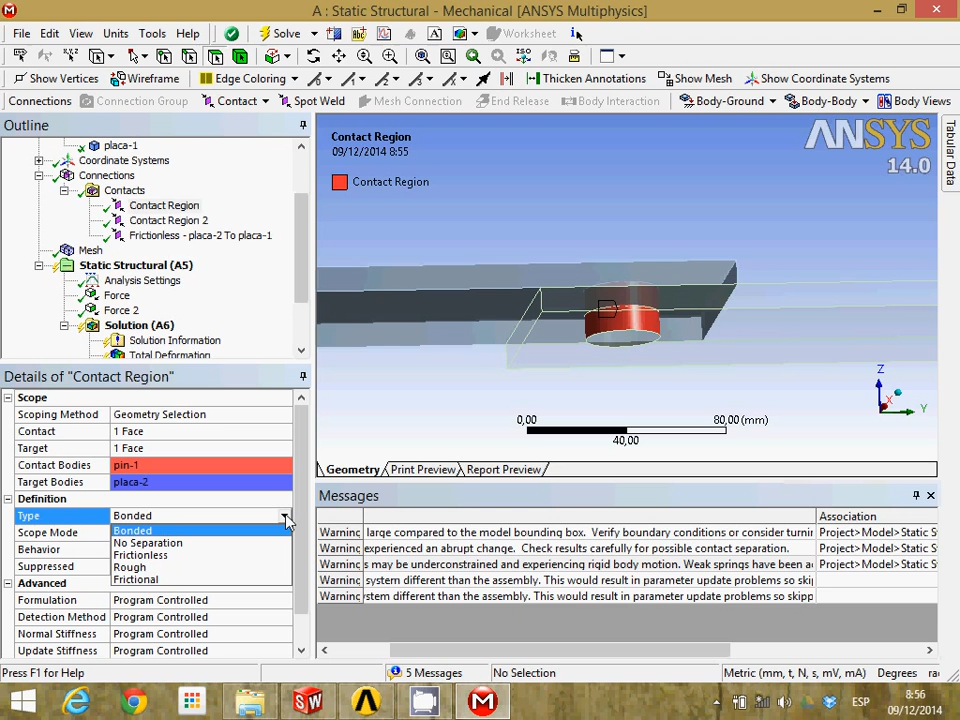 A : Static Structural - Mechanical [ANSYS Multiphysics]
File Edit View Units Tools Help Solve Worksheet
Show Vertices Wireframe Edge Coloring Thicken Annotations Show Mesh Show Coordinate Systems
Connections Connection Group Contact Spot Weld Mesh Connection End Release Body Interaction Body-Ground Body-Body Body Views
Outline
placa-1
Coordinate Systems
Connections
Contacts
Contact Region
Contact Region 2
Frictionless - placa-2 To placa-1
Mesh
Static Structural (A5)
Analysis Settings
Force
Force 2
Solution (A6)
Solution Information
Total Deformation
Contact Region
09/12/2014 8:55
Contact Region
ANSYS
14.0
Tabular Data
0,00 80,00 (mm)
40,00
Z
X
Y
Geometry Print Preview Report Preview
Details of "Contact Region"
Scope
Scoping Method Geometry Selection
Contact 1 Face
Target 1 Face
Contact Bodies pin-1
Target Bodies placa-2
Definition
Type Bonded
Scope Mode Bonded
No Separation
Behavior Frictionless
Suppressed Rough
Frictional
Advanced
Formulation Program Controlled
Detection Method Program Controlled
Normal Stiffness Program Controlled
Update Stiffness Program Controlled
Messages
Association
Warning large compared to the model bounding box. Verify boundary conditions or consider turnin Project>Model>Static S
Warning experienced an abrupt change. Check results carefully for possible contact separation. Project>Model>Static S
Warning s may be underconstrained and experiencing rigid body motion. Weak springs have been ac Project>Model>Static S
Warning system different than the assembly. This would result in parameter update problems so skip
Warning stem different than the assembly. This would result in parameter update problems so skipp
Press F1 for Help 5 Messages No Selection Metric (mm, t, N, s, mV, mA) Degrees ra
ESP 8:56
09/12/2014